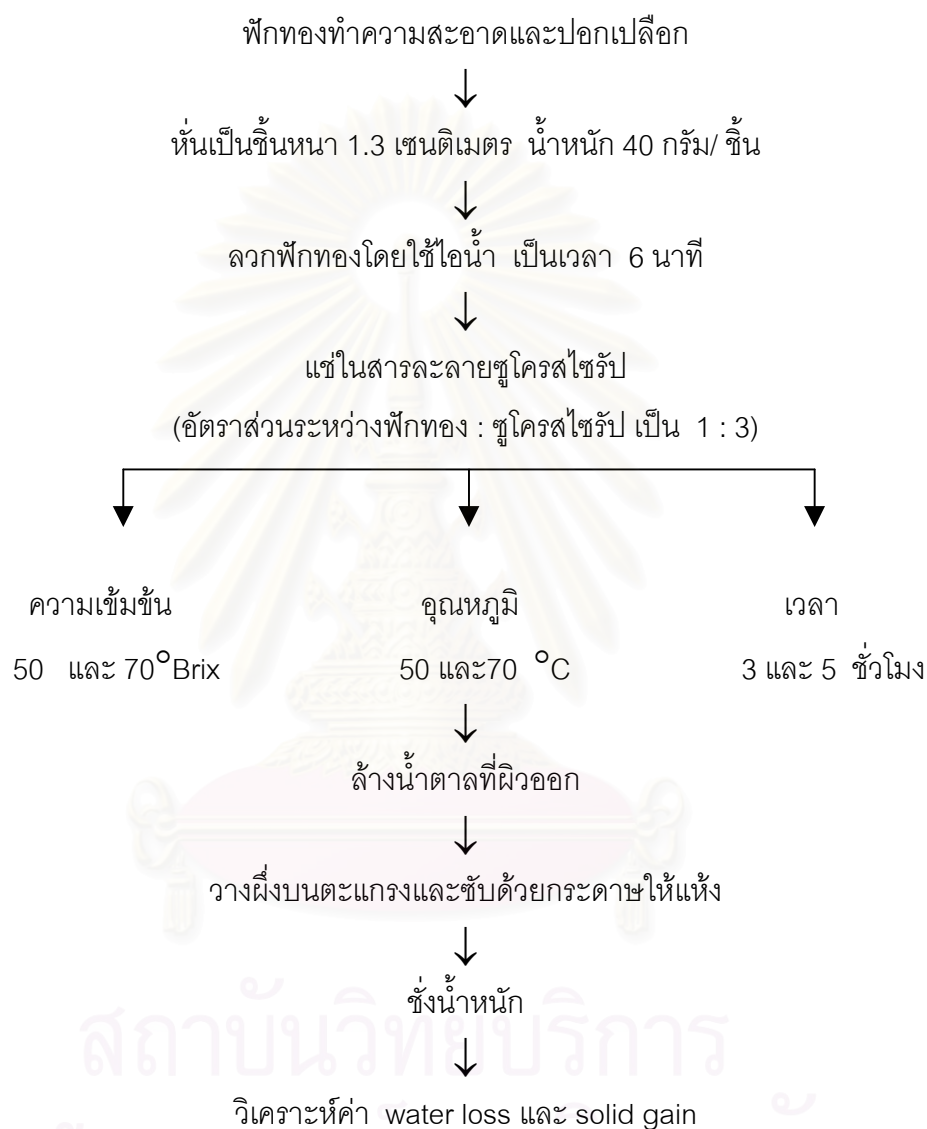 ฟักทองทำความสะอาดและปอกเปลือก
หั่นเป็นชิ้นหนา 1.3 เซนติเมตร น้ำหนัก 40 กรัม/ ชิ้น
ลวกฟักทองโดยใช้ไอน้ำ เป็นเวลา 6 นาที
แช่ในสารละลายซูโครสไซรัป
(อัตราส่วนระหว่างฟักทอง : ซูโครสไซรัป เป็น 1 : 3)
ความเข้มข้น อุณหภูมิ เวลา
50 และ 70°Brix 50 และ70 °C 3 และ 5 ชั่วโมง
ล้างน้ำตาลที่ผิวออก
วางผึ่งบนตะแกรงและซับด้วยกระดาษให้แห้ง
ชั่งน้ำหนัก
สถาบันวิทยบริการ
วิเคราะห์ค่า water loss และ solid gain